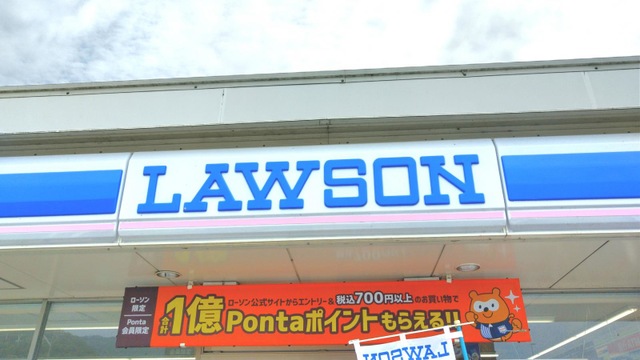 LAWSON
ローソン
限定
Ponta
会員限定
合計
1億
ローソン公式サイトからエントリー&税込700円以上のお買い物で
Pontaポイントもらえる!!
LAWSON